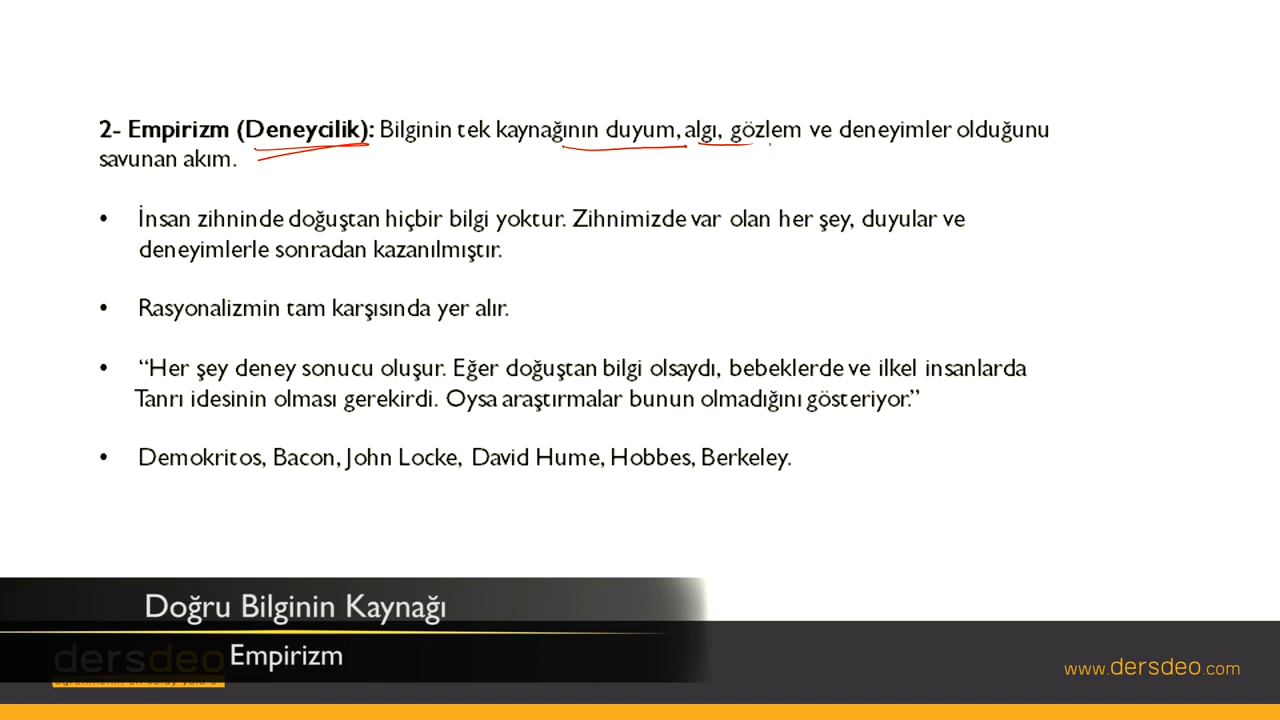 2- Empirizm (Deneycilik): Bilginin tek kaynağının duyum, algı, gözlem ve deneyimler olduğunu
savunan akım.
• İnsan zihninde doğuştan hiçbir bilgi yoktur. Zihnimizde var olan her şey, duyular ve
deneyimlerle sonradan kazanılmıştır.
• Rasyonalizmin tam karşısında yer alır.
• “Her şey deney sonucu oluşur. Eğer doğuştan bilgi olsaydı, bebeklerde ve ilkel insanlarda
Tanrı idesinin olması gerekirdi. Oysa araştırmalar bunun olmadığını gösteriyor.”
• Demokritos, Bacon, John Locke, David Hume, Hobbes, Berkeley.
Doğru Bilginin Kaynağı
dersdeo Empirizm
www.dersdeo.com